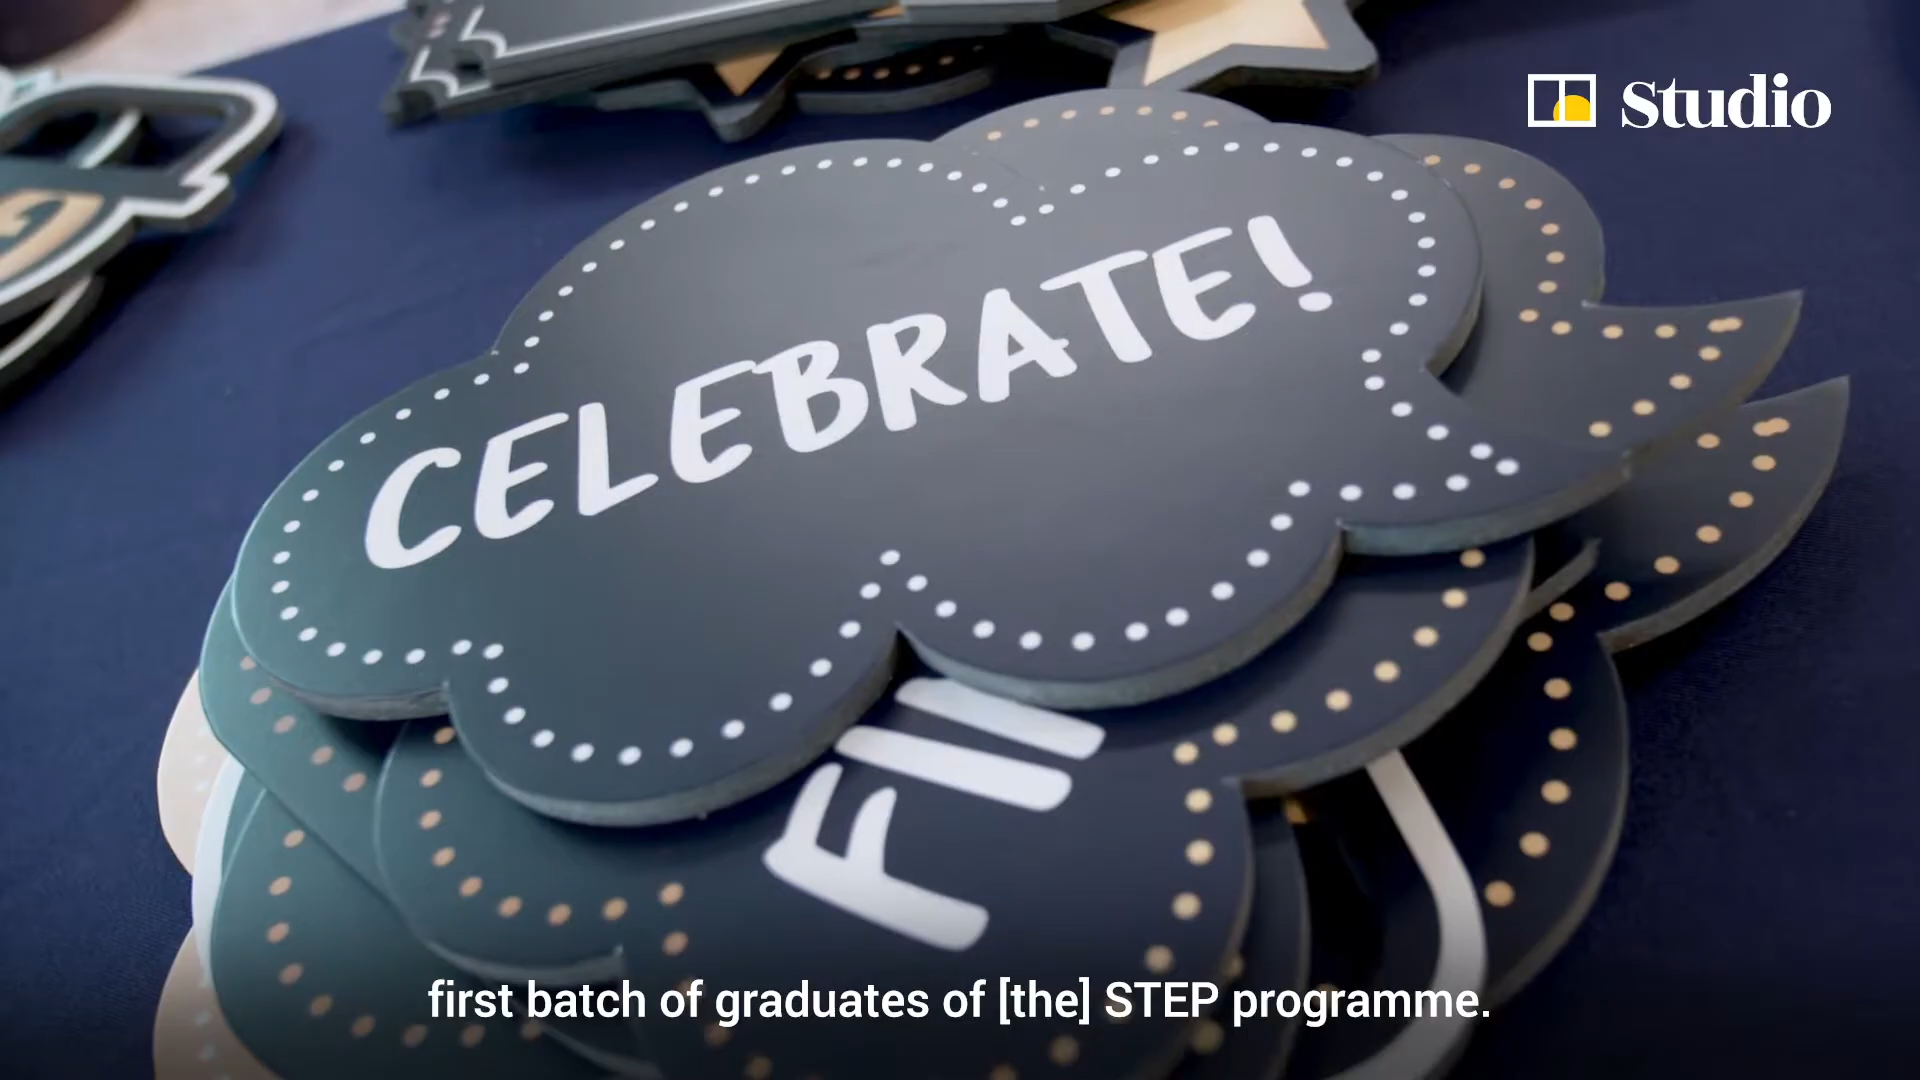 Studio
CELEBRATE!
first batch of graduates of [the] STEP programme.